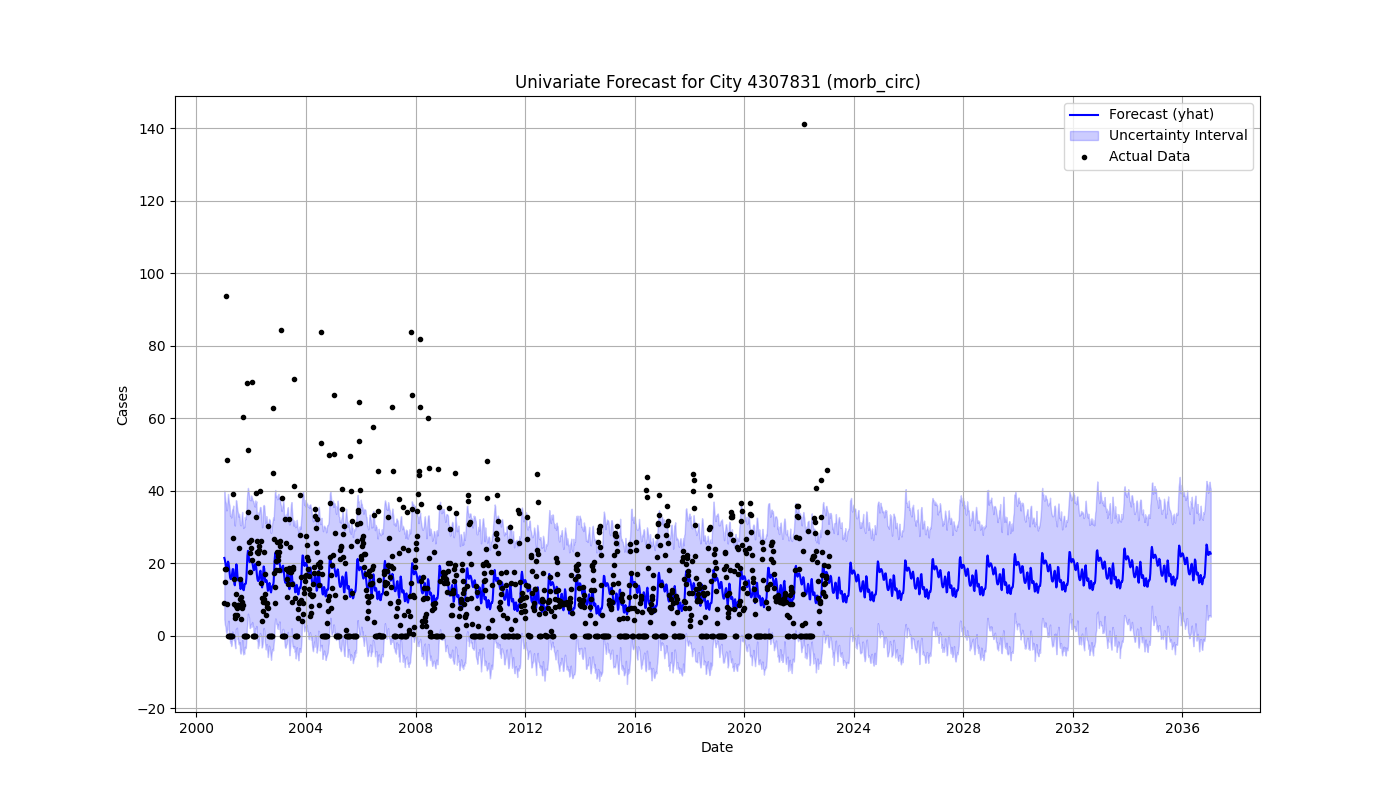 Univariate Forecast for City 4307831 (morb_circ)
Forecast (yhat)
Uncertainty Interval
Actual Data
140
120
100
80
60
40
20
0
−20
Cases
2000 2004 2008 2012 2016 2020 2024 2028 2032 2036
Date